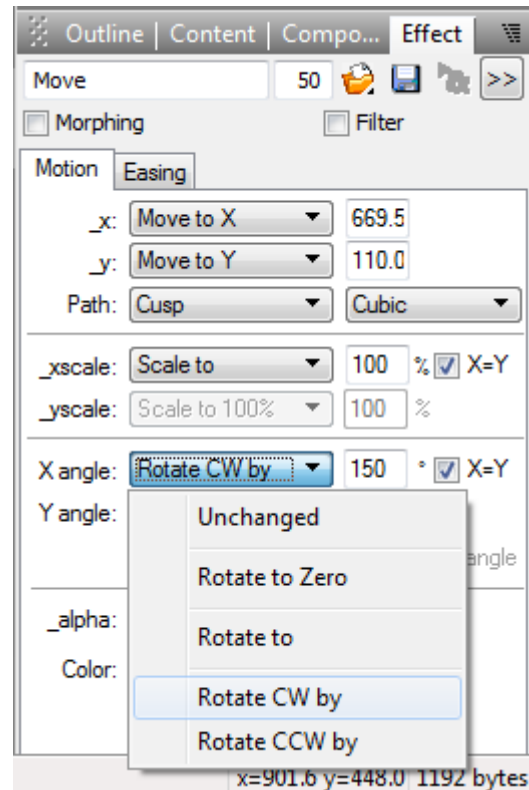 Outline | Content | Compo... Effect
Move 50 >>
Morphing Filter
Motion Easing
_x: Move to X 669.5
_y: Move to Y 110.0
Path: Cusp Cubic
_xscale: Scale to 100 % X=Y
_yscale: Scale to 100% 100 %
X angle: Rotate CW by 150 ° X=Y
Y angle:
Unchanged
angle
Rotate to Zero
_alpha:
Rotate to
Color:
Rotate CW by
Rotate CCW by
x=901.6 y=448.0 1192 bytes